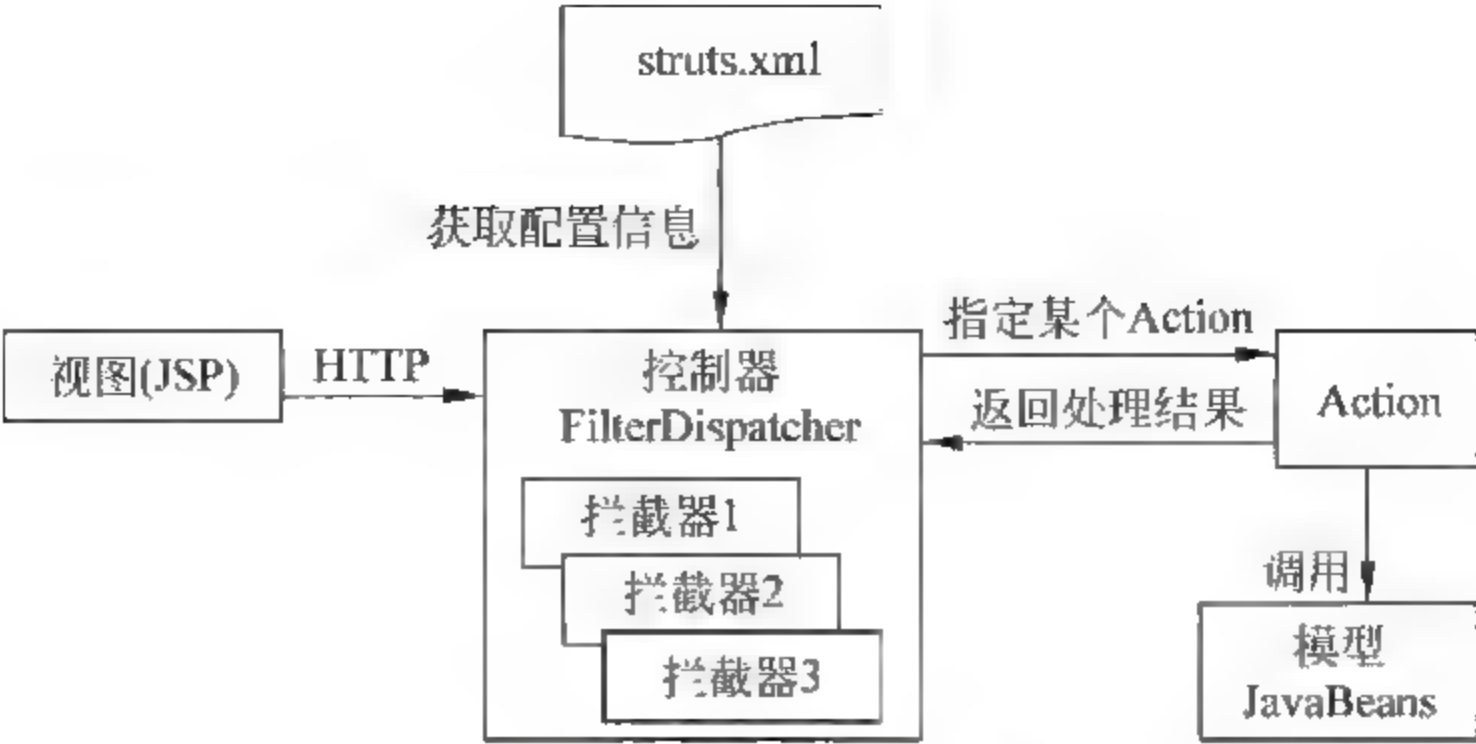 struts.xml
获取配置信息
指定某个Action
视图(JSP)
HTTP
控制器
FilterDispatcher
返回处理结果
Action
拦截器1
拦截器2
拦截器3
调用
模型
JavaBeans